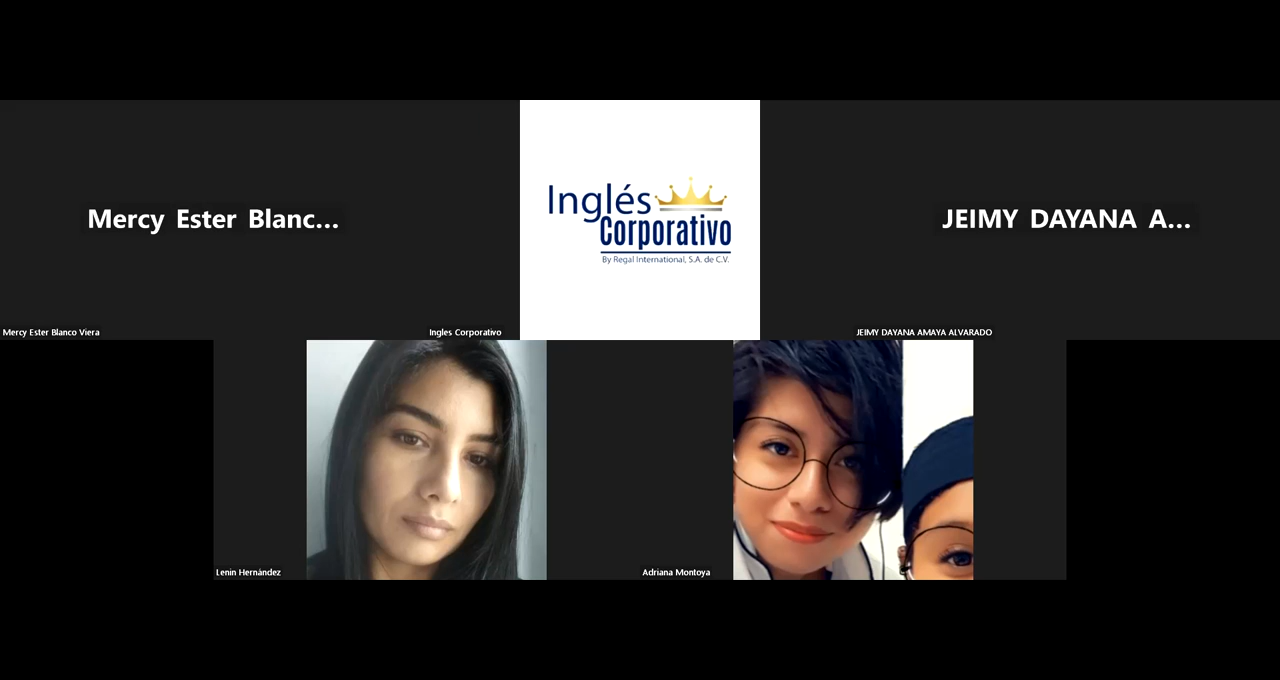 Mercy Ester Blanc...
Inglés
Corporativo
By Regal International, S.A. de C.V.
JEIMY DAYANA A...
Mercy Ester Blanco Viera
Ingles Corporativo
JEIMY DAYANA AMAYA ALVARADO
Lenin Hernández
Adriana Montoya